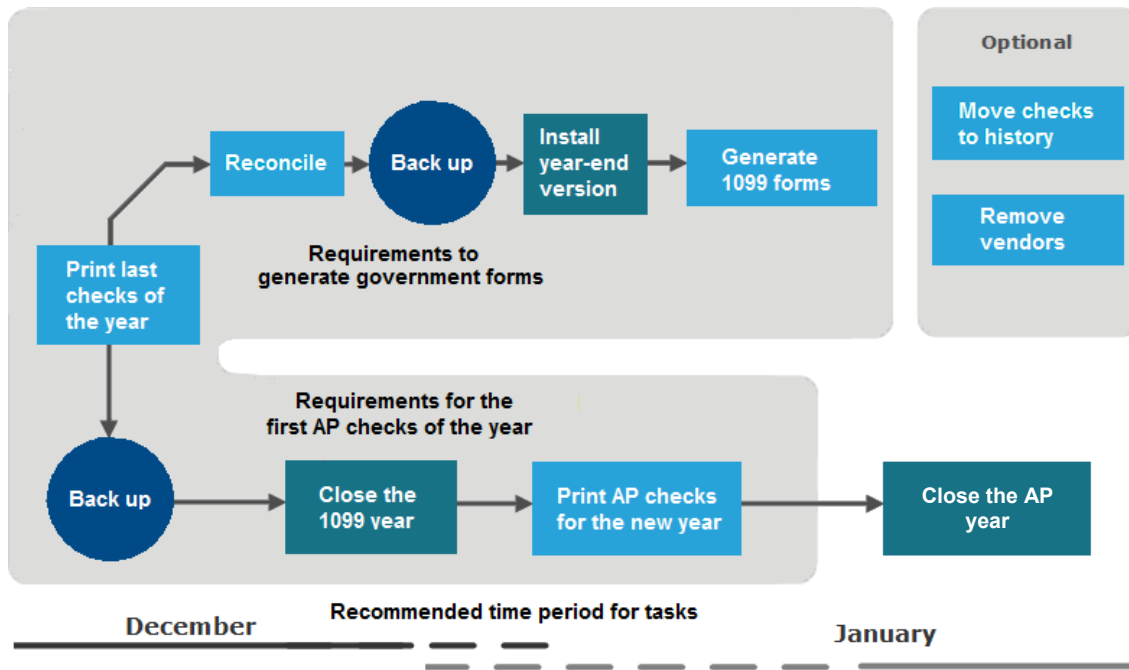 Optional
Move checks
to history
Remove
vendors
Reconcile
Back up
Install
year-end
version
Generate
1099 forms
Requirements to
generate government forms
Print last
checks of
the year
Requirements for the
first AP checks of the year
Back up
Close the
1099 year
Print AP checks
for the new year
Close the AP
year
Recommended time period for tasks
December
January